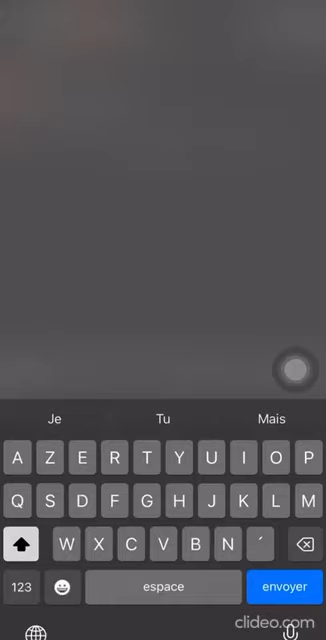 Je Tu Mais
A Z E R T Y U I O P
Q S D F G H J K L M
W X C V B N ´
123 espace envoyer
clideo.com